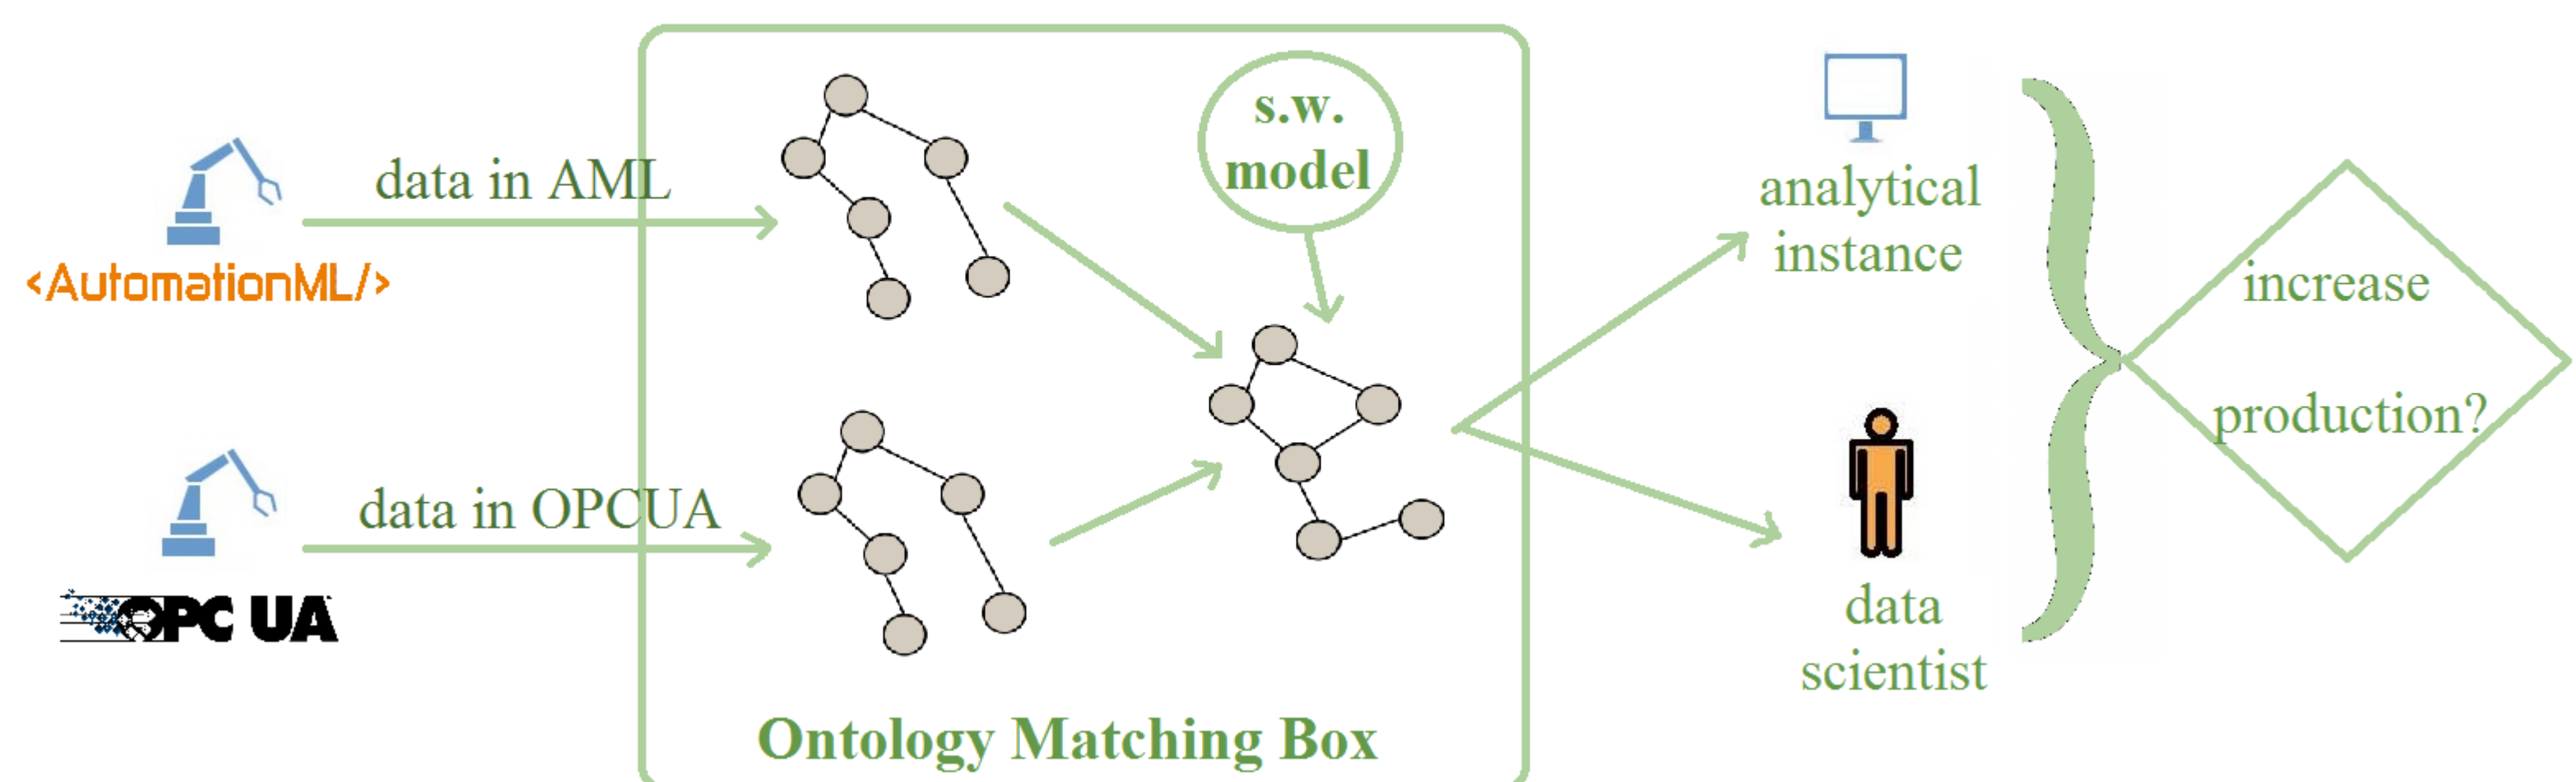 data in AML
<AutomationML/>
data in OPCUA
OPC UA
s.w.
model
Ontology Matching Box
analytical
instance
data
scientist
increase
production?